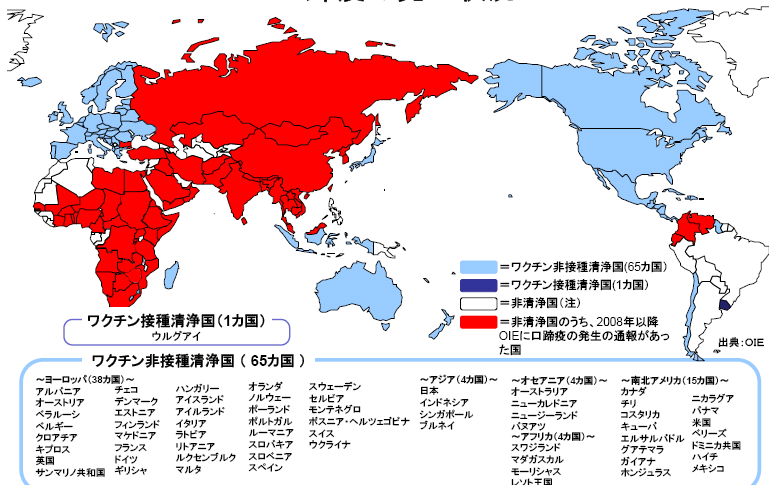 ＝ワクチン非接種清浄国(65カ国)
＝ワクチン接種清浄国(1カ国)
＝非清浄国（注）
＝非清浄国のうち、2008年以降
OIEに口蹄疫の発生の通報があっ
た国
出典：OIE
ワクチン接種清浄国（1カ国）
ウルグアイ
ワクチン非接種清浄国（ 65カ国）
～ヨーロッパ(38カ国)～
アルバニア
オーストリア
ベラルーシ
ベルギー
クロアチア
キプロス
英国
サンマリノ共和国
チェコ
デンマーク
エストニア
フィンランド
マケドニア
フランス
ドイツ
ギリシャ
ハンガリー
アイスランド
アイルランド
イタリア
ラトビア
リトアニア
ルクセンブルク
マルタ
オランダ
ノルウェー
ポーランド
ポルトガル
ルーマニア
スロバキア
スロベニア
スペイン
スウェーデン
セルビア
モンテネグロ
ボスニア・ヘルツェゴビナ
スイス
ウクライナ
～アジア(4カ国)～
日本
インドネシア
シンガポール
ブルネイ
～オセアニア(4カ国)～
オーストラリア
ニューカレドニア
ニュージーランド
バヌアツ
～アフリカ(4カ国)～
スワジランド
マダガスカル
モーリシャス
レソト王国
～南北アメリカ(15カ国)～
カナダ
チリ
コスタリカ
キューバ
エルサルバドル
グアテマラ
ガイアナ
ホンジュラス
ニカラグア
パナマ
米国
ベリーズ
ドミニカ共国
ハイチ
メキシコ